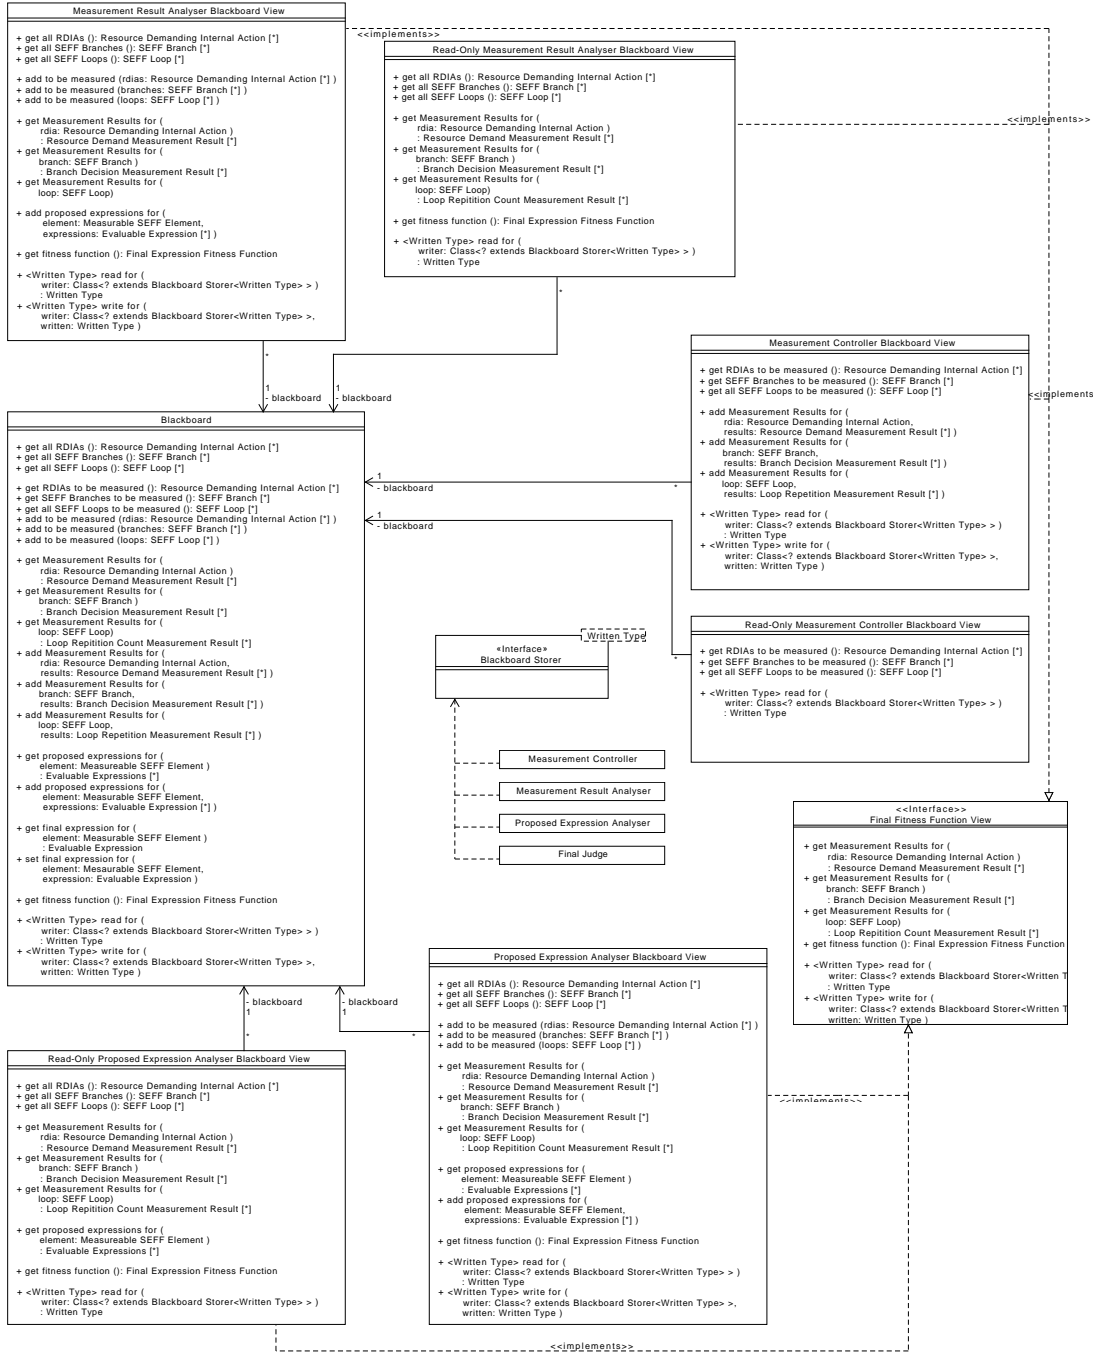 Measurement Result Analyser Blackboard View
+ get all RDIAs (): Resource Demanding Internal Action [*]
+ get all SEFF Branches (): SEFF Branch [*]
+ get all SEFF Loops (): SEFF Loop [*]
+ add to be measured (rdias: Resource Demanding Internal Action [*] )
+ add to be measured (branches: SEFF Branch [*] )
+ add to be measured (loops: SEFF Loop [*] )
+ get Measurement Results for (
rdia: Resource Demanding Internal Action )
: Resource Demand Measurement Result [*]
+ get Measurement Results for (
branch: SEFF Branch )
: Branch Decision Measurement Result [*]
+ get Measurement Results for (
loop: SEFF Loop)
+ add proposed expressions for (
element: Measurable SEFF Element,
expressions: Evaluable Expression [*] )
+ get fitness function (): Final Expression Fitness Function
+ <Written Type> read for (
writer: Class<? extends Blackboard Storer<Written Type> > )
: Written Type
+ <Written Type> write for (
writer: Class<? extends Blackboard Storer<Written Type> >,
written: Written Type )
<<implements>>
Read-Only Measurement Result Analyser Blackboard View
+ get all RDIAs (): Resource Demanding Internal Action [*]
+ get all SEFF Branches (): SEFF Branch [*]
+ get all SEFF Loops (): SEFF Loop [*]
+ get Measurement Results for (
rdia: Resource Demanding Internal Action )
: Resource Demand Measurement Result [*]
+ get Measurement Results for (
branch: SEFF Branch )
: Branch Decision Measurement Result [*]
+ get Measurement Results for (
loop: SEFF Loop)
: Loop Repitition Count Measurement Result [*]
+ get fitness function (): Final Expression Fitness Function
+ <Written Type> read for (
writer: Class<? extends Blackboard Storer<Written Type> > )
: Written Type
<<implements>>
*
*
1
- blackboard
1
- blackboard
Measurement Controller Blackboard View
+ get RDIAs to be measured (): Resource Demanding Internal Action [*]
+ get SEFF Branches to be measured (): SEFF Branch [*]
+ get all SEFF Loops to be measured (): SEFF Loop [*]
+ add Measurement Results for (
rdia: Resource Demanding Internal Action,
results: Resource Demand Measurement Result [*] )
+ add Measurement Results for (
branch: SEFF Branch,
results: Branch Decision Measurement Result [*] )
+ add Measurement Results for (
loop: SEFF Loop,
results: Loop Repetition Measurement Result [*] )
+ <Written Type> read for (
writer: Class<? extends Blackboard Storer<Written Type> > )
: Written Type
+ <Written Type> write for (
writer: Class<? extends Blackboard Storer<Written Type> >,
written: Written Type )
<<implements
Blackboard
+ get all RDIAs (): Resource Demanding Internal Action [*]
+ get all SEFF Branches (): SEFF Branch [*]
+ get all SEFF Loops (): SEFF Loop [*]
+ get RDIAs to be measured (): Resource Demanding Internal Action [*]
+ get SEFF Branches to be measured (): SEFF Branch [*]
+ get all SEFF Loops to be measured (): SEFF Loop [*]
+ add to be measured (rdias: Resource Demanding Internal Action [*] )
+ add to be measured (branches: SEFF Branch [*] )
+ add to be measured (loops: SEFF Loop [*] )
+ get Measurement Results for (
rdia: Resource Demanding Internal Action )
: Resource Demand Measurement Result [*]
+ get Measurement Results for (
branch: SEFF Branch )
: Branch Decision Measurement Result [*]
+ get Measurement Results for (
loop: SEFF Loop)
: Loop Repitition Count Measurement Result [*]
+ add Measurement Results for (
rdia: Resource Demanding Internal Action,
results: Resource Demand Measurement Result [*] )
+ add Measurement Results for (
branch: SEFF Branch,
results: Branch Decision Measurement Result [*] )
+ add Measurement Results for (
loop: SEFF Loop,
results: Loop Repetition Measurement Result [*] )
+ get proposed expressions for (
element: Measureable SEFF Element )
: Evaluable Expressions [*]
+ add proposed expressions for (
element: Measurable SEFF Element,
expressions: Evaluable Expression [*] )
+ get final expression for (
element: Measurable SEFF Element )
: Evaluable Expression
+ set final expression for (
element: Mesaurable SEFF Element,
expression: Evaluable Expression )
+ get fitness function (): Final Expression Fitness Function
+ <Written Type> read for (
writer: Class<? extends Blackboard Storer<Written Type> > )
: Written Type
+ <Written Type> write for (
writer: Class<? extends Blackboard Storer<Written Type> >,
written: Written Type )
1
- blackboard
*
1
- blackboard
*
Read-Only Measurement Controller Blackboard View
+ get RDIAs to be measured (): Resource Demanding Internal Action [*]
+ get SEFF Branches to be measured (): SEFF Branch [*]
+ get all SEFF Loops to be measured (): SEFF Loop [*]
+ <Written Type> read for (
writer: Class<? extends Blackboard Storer<Written Type> > )
: Written Type
Written Type
«Interface»
Blackboard Storer
Measurement Controller
Measurement Result Analyser
Proposed Expression Analyser
Final Judge
<<Interface>>
Final Fitness Function View
+ get Measurement Results for (
rdia: Resource Demanding Internal Action )
: Resource Demand Measurement Result [*]
+ get Measurement Results for (
branch: SEFF Branch )
: Branch Decision Measurement Result [*]
+ get Measurement Results for (
loop: SEFF Loop)
: Loop Repitition Count Measurement Result [*]
+ get fitness function (): Final Expression Fitness Function
+ <Written Type> read for (
writer: Class<? extends Blackboard Storer<Written T
: Written Type
+ <Written Type> write for (
writer: Class<? extends Blackboard Storer<Written T
written: Written Type )
- blackboard
1
*
- blackboard
1
*
Proposed Expression Analyser Blackboard View
+ get all RDIAs (): Resource Demanding Internal Action [*]
+ get all SEFF Branches (): SEFF Branch [*]
+ get all SEFF Loops (): SEFF Loop [*]
+ add to be measured (rdias: Resource Demanding Internal Action [*] )
+ add to be measured (branches: SEFF Branch [*] )
+ add to be measured (loops: SEFF Loop [*] )
+ get Measurement Results for (
rdia: Resource Demanding Internal Action )
: Resource Demand Measurement Result [*]
+ get Measurement Results for (
branch: SEFF Branch )
: Branch Decision Measurement Result [*]
+ get Measurement Results for (
loop: SEFF Loop)
: Loop Repitition Count Measurement Result [*]
+ get proposed expressions for (
element: Measureable SEFF Element )
: Evaluable Expressions [*]
+ add proposed expressions for (
element: Measurable SEFF Element,
expressions: Evaluable Expression [*] )
+ get fitness function (): Final Expression Fitness Function
+ <Written Type> read for (
writer: Class<? extends Blackboard Storer<Written Type> > )
: Written Type
+ <Written Type> write for (
writer: Class<? extends Blackboard Storer<Written Type> >,
written: Written Type )
<<implements>>
Read-Only Proposed Expression Analyser Blackboard View
+ get all RDIAs (): Resource Demanding Internal Action [*]
+ get all SEFF Branches (): SEFF Branch [*]
+ get all SEFF Loops (): SEFF Loop [*]
+ get Measurement Results for (
rdia: Resource Demanding Internal Action )
: Resource Demand Measurement Result [*]
+ get Measurement Results for (
branch: SEFF Branch )
: Branch Decision Measurement Result [*]
+ get Measurement Results for (
loop: SEFF Loop)
: Loop Repitition Count Measurement Result [*]
+ get proposed expressions for (
element: Measureable SEFF Element )
: Evaluable Expressions [*]
+ get fitness function (): Final Expression Fitness Function
+ <Written Type> read for (
writer: Class<? extends Blackboard Storer<Written Type> > )
: Written Type
<<implements>>